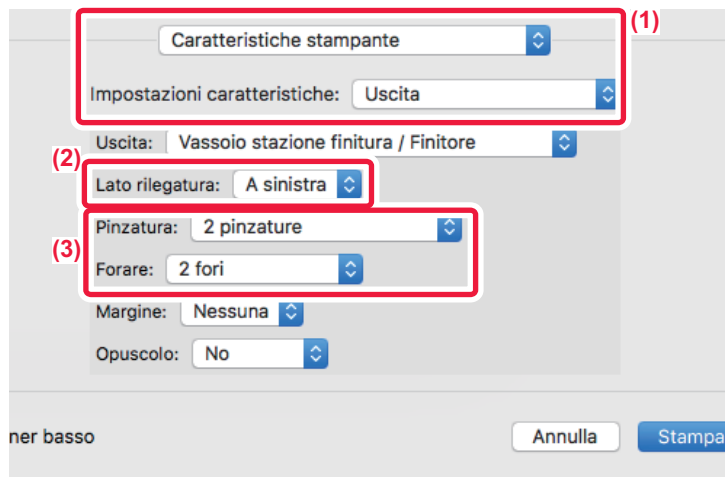 (1)
Caratteristiche stampante
Impostazioni caratteristiche: Uscita
Uscita: Vassoio stazione finitura / Finitore
(2)
Lato rilegatura: A sinistra
(3)
Pinzatura: 2 pinzature
Forare: 2 fori
Margine: Nessuna
Opuscolo: No
ner basso
Annulla Stampa